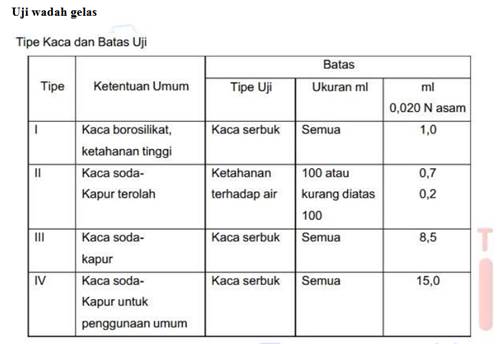 Uji wadah gelas
Tipe Kaca dan Batas Uji
Tipe Ketentuan Umum Batas
Tipe Uji Ukuran ml ml
0,020 N asam
I Kaca borosilikat, Kaca serbuk Semua 1,0
ketahanan tinggi
II Kaca soda- Ketahanan 100 atau 0,7
Kapur terolah terhadap air kurang diatas 0,2
100
III Kaca soda- Kaca serbuk Semua 8,5
kapur
IV Kaca soda- Kaca serbuk Semua 15,0
Kapur untuk
penggunaan umum